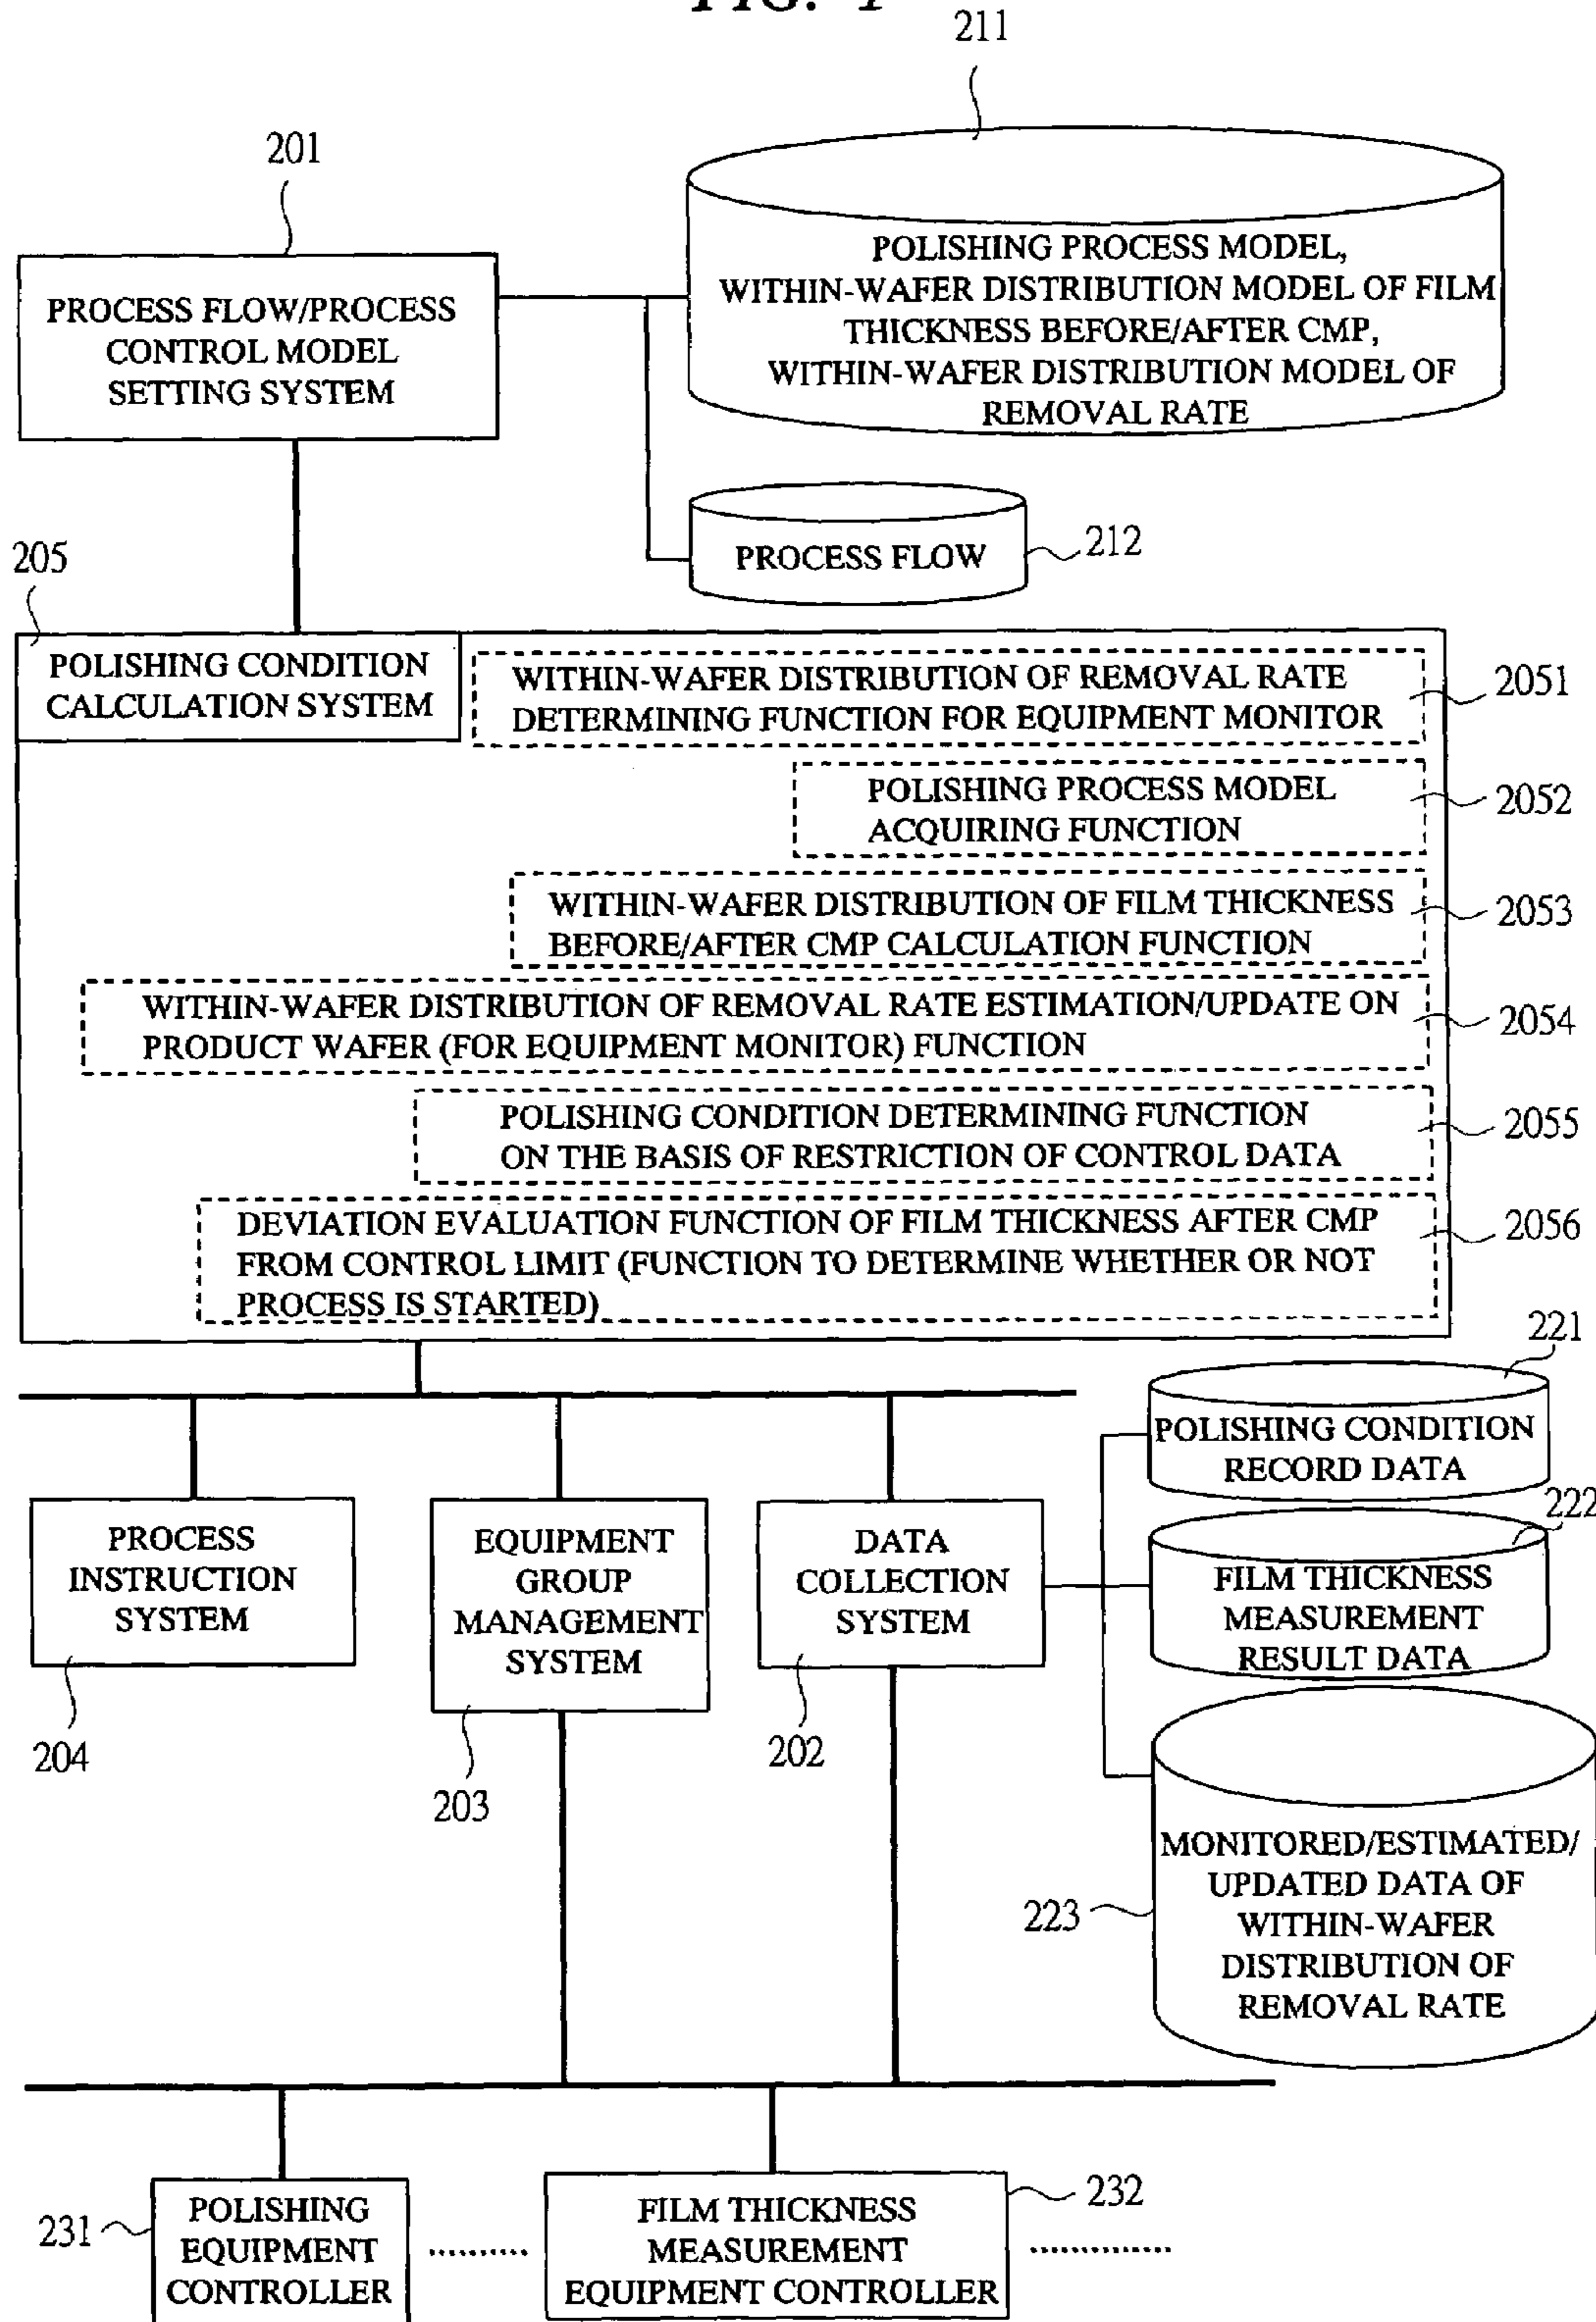 211
201
PROCESS FLOW/PROCESS
CONTROL MODEL
SETTING SYSTEM
POLISHING PROCESS MODEL,
WITHIN-WAFER DISTRIBUTION MODEL OF FILM
THICKNESS BEFORE/AFTER CMP,
WITHIN-WAFER DISTRIBUTION MODEL OF
REMOVAL RATE
PROCESS FLOW
212
205
POLISHING CONDITION
CALCULATION SYSTEM
WITHIN-WAFER DISTRIBUTION OF REMOVAL RATE
DETERMINING FUNCTION FOR EQUIPMENT MONITOR
2051
POLISHING PROCESS MODEL
ACQUIRING FUNCTION
2052
WITHIN-WAFER DISTRIBUTION OF FILM THICKNESS
BEFORE/AFTER CMP CALCULATION FUNCTION
2053
WITHIN-WAFER DISTRIBUTION OF REMOVAL RATE ESTIMATION/UPDATE ON
PRODUCT WAFER (FOR EQUIPMENT MONITOR) FUNCTION
2054
POLISHING CONDITION DETERMINING FUNCTION
ON THE BASIS OF RESTRICTION OF CONTROL DATA
2055
DEVIATION EVALUATION FUNCTION OF FILM THICKNESS AFTER CMP
FROM CONTROL LIMIT (FUNCTION TO DETERMINE WHETHER OR NOT
PROCESS IS STARTED)
2056
221
POLISHING CONDITION
RECORD DATA
222
FILM THICKNESS
MEASUREMENT
RESULT DATA
PROCESS
INSTRUCTION
SYSTEM
204
EQUIPMENT
GROUP
MANAGEMENT
SYSTEM
203
DATA
COLLECTION
SYSTEM
202
MONITORED/ESTIMATED/
UPDATED DATA OF
WITHIN-WAFER
DISTRIBUTION OF
REMOVAL RATE
223
231
POLISHING
EQUIPMENT
CONTROLLER
FILM THICKNESS
MEASUREMENT
EQUIPMENT CONTROLLER
232